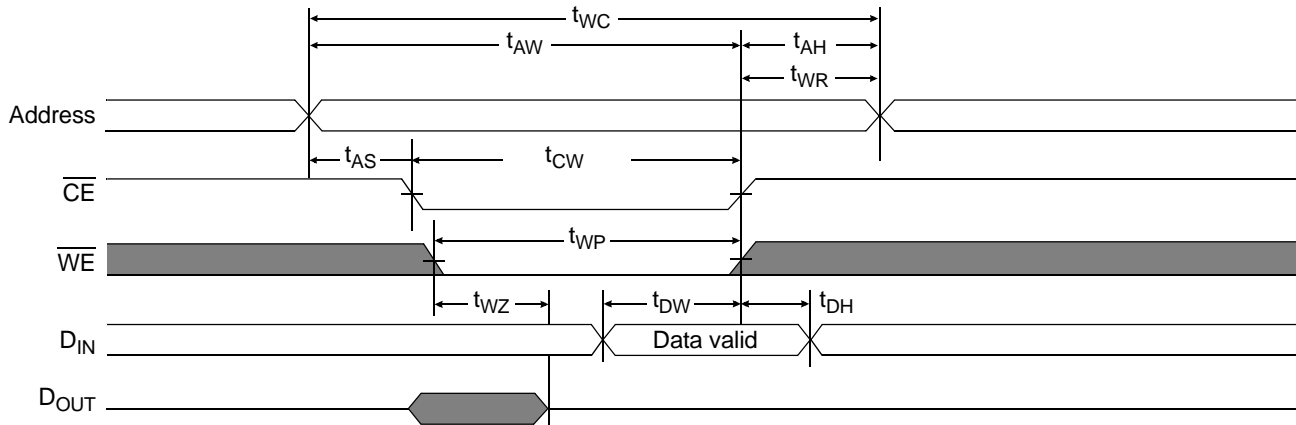 tWC
tAW tAH
tWR
Address
tAS tCW
CE
tWP
WE
tWZ tDW tDH
DIN Data valid
DOUT